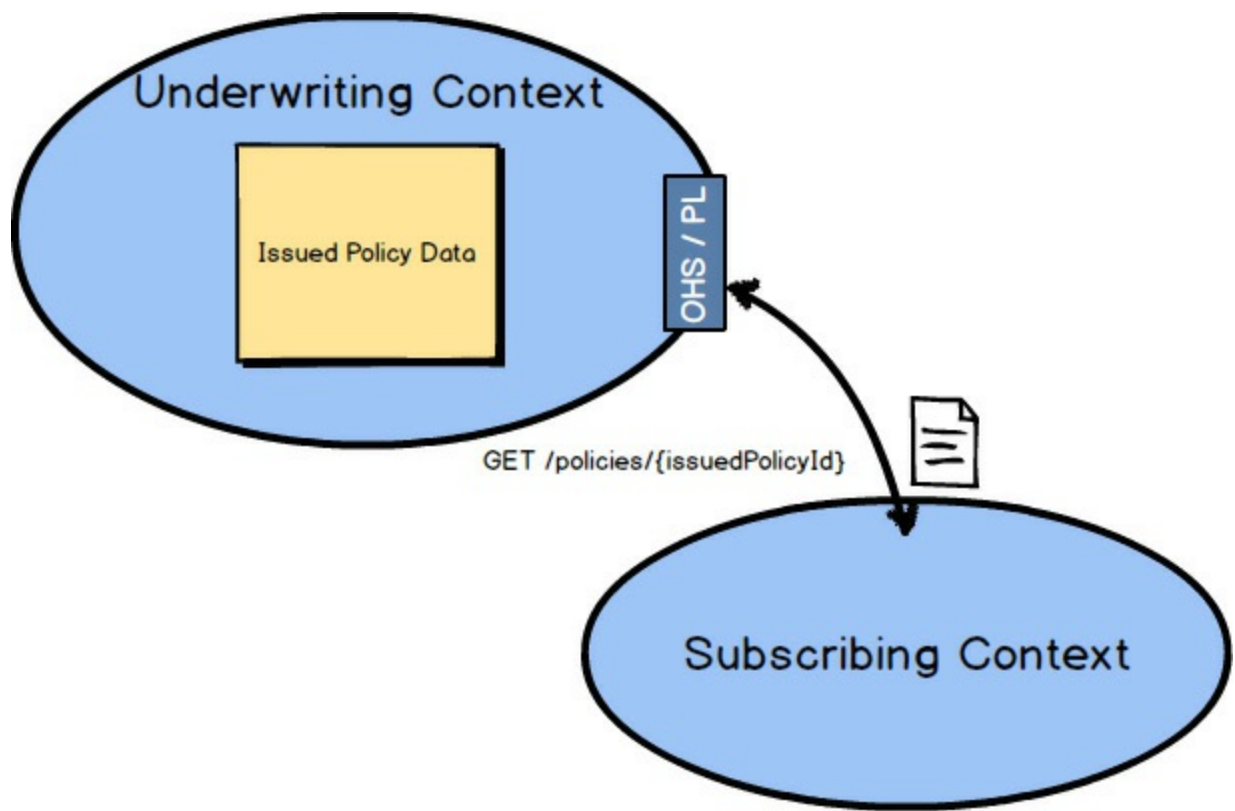 Underwriting Context
Issued Policy Data
OHS / PL
GET /policies/{issuedPolicyId}
Subscribing Context